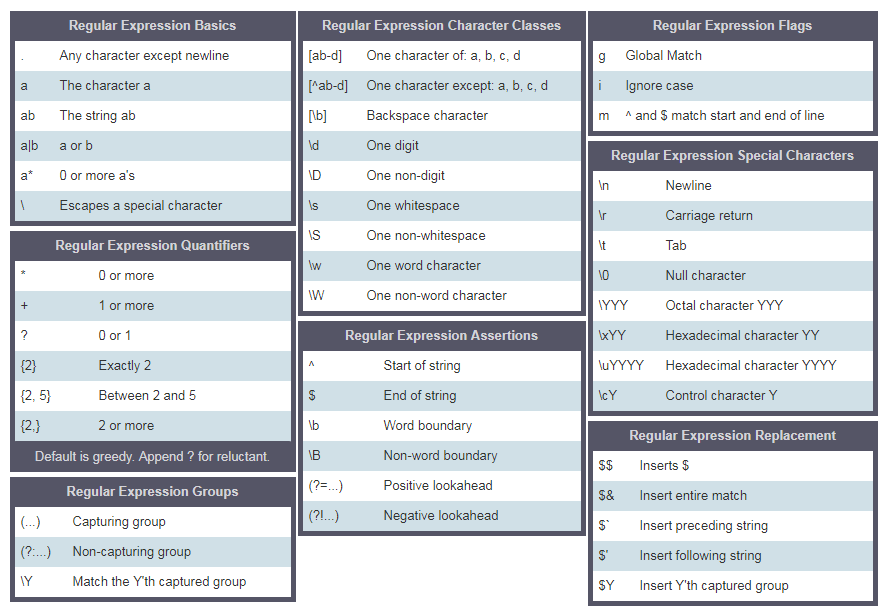 Regular Expression Basics
. Any character except newline
a The character a
ab The string ab
a|b a or b
a* 0 or more a's
\ Escapes a special character
Regular Expression Quantifiers
* 0 or more
+ 1 or more
? 0 or 1
{2} Exactly 2
{2, 5} Between 2 and 5
{2,} 2 or more
Default is greedy. Append ? for reluctant.
Regular Expression Groups
(...) Capturing group
(?:...) Non-capturing group
\Y Match the Y'th captured group
Regular Expression Character Classes
[ab-d] One character of: a, b, c, d
[^ab-d] One character except: a, b, c, d
[\b] Backspace character
\d One digit
\D One non-digit
\s One whitespace
\S One non-whitespace
\w One word character
\W One non-word character
Regular Expression Assertions
^ Start of string
$ End of string
\b Word boundary
\B Non-word boundary
(?=...) Positive lookahead
(?!...) Negative lookahead
Regular Expression Flags
g Global Match
i Ignore case
m ^ and $ match start and end of line
Regular Expression Special Characters
\n Newline
\r Carriage return
\t Tab
\0 Null character
\YYY Octal character YYY
\xYY Hexadecimal character YY
\uYYYY Hexadecimal character YYYY
\cY Control character Y
Regular Expression Replacement
$$ Inserts $
$& Insert entire match
$` Insert preceding string
$' Insert following string
$Y Insert Y'th captured group